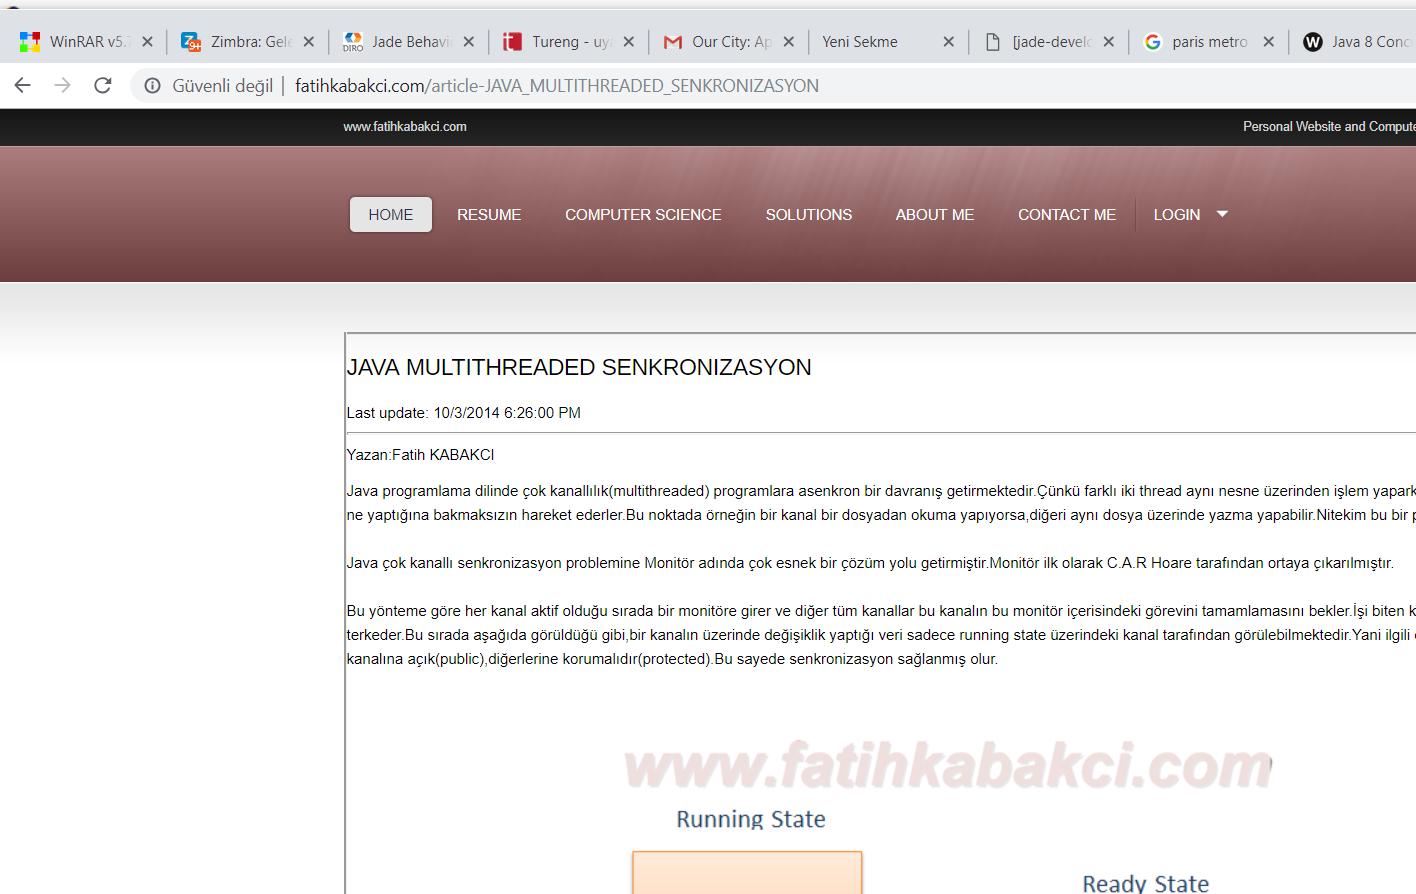 WinRAR v5.
Zimbra: Gele
Jade Behavi
Tureng - uya
Our City: Ap
Yeni Sekme
[jade-develo
paris metro
Java 8 Conc
Güvenli değil | fatihkabakci.com/article-JAVA_MULTITHREADED_SENKRONIZASYON
www.fatihkabakci.com
Personal Website and Compute
HOME
RESUME
COMPUTER SCIENCE
SOLUTIONS
ABOUT ME
CONTACT ME
LOGIN
JAVA MULTITHREADED SENKRONIZASYON
Last update: 10/3/2014 6:26:00 PM
Yazan:Fatih KABAKCI
Java programlama dilinde çok kanallılık(multithreaded) programlara asenkron bir davranış getirmektedir.Çünkü farklı iki thread aynı nesne üzerinden işlem yapark
ne yaptığına bakmaksızın hareket ederler.Bu noktada örneğin bir kanal bir dosyadan okuma yapıyorsa,diğeri aynı dosya üzerinde yazma yapabilir.Nitekim bu bir p
Java çok kanallı senkronizasyon problemine Monitör adında çok esnek bir çözüm yolu getirmiştir.Monitör ilk olarak C.A.R Hoare tarafından ortaya çıkarılmıştır.
Bu yönteme göre her kanal aktif olduğu sırada bir monitöre girer ve diğer tüm kanallar bu kanalın bu monitör içerisindeki görevini tamamlamasını bekler.İşi biten k
terkeder.Bu sırada aşağıda görüldüğü gibi,bir kanalın üzerinde değişiklik yaptığı veri sadece running state üzerindeki kanal tarafından görülebilmektedir.Yani ilgili
kanalına açık(public),diğerlerine korumalıdır(protected).Bu sayede senkronizasyon sağlanmış olur.
www.fatihkabakci.com
Running State
Ready State